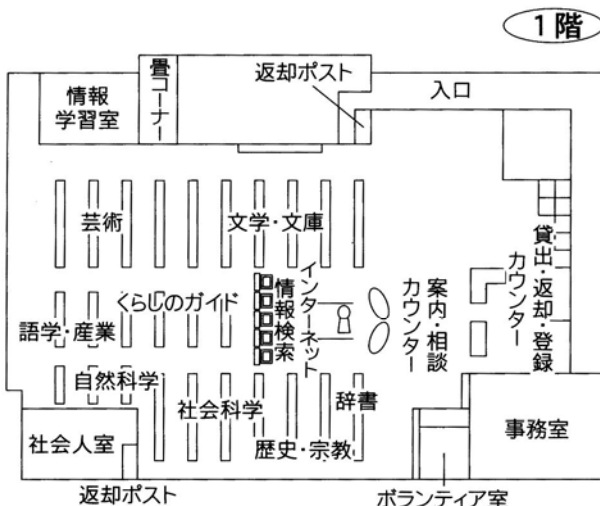 1階
情報
学習室
畳コーナー
返却ポスト
入口
芸術
文学・文庫
貸出・返却・登録
カウンター
くらしのガイド
インターネット
情報検索
案内・相談
カウンター
語学・産業
自然科学
社会科学
辞書
歴史・宗教
社会人室
事務室
返却ポスト
ボランティア室